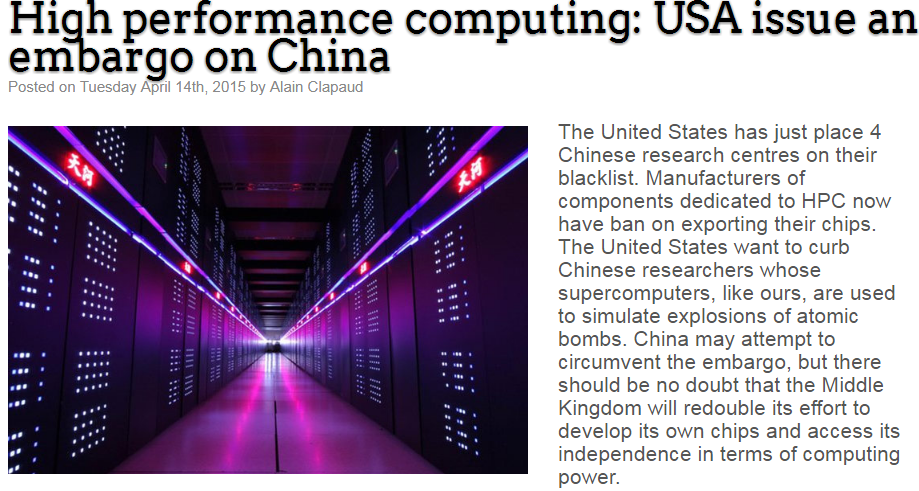 High performance computing: USA issue an
embargo on China
Posted on Tuesday April 14th, 2015 by Alain Clapaud
天河
天河
The United States has just place 4
Chinese research centres on their
blacklist. Manufacturers of
components dedicated to HPC now
have ban on exporting their chips.
The United States want to curb
Chinese researchers whose
supercomputers, like ours, are used
to simulate explosions of atomic
bombs. China may attempt to
circumvent the embargo, but there
should be no doubt that the Middle
Kingdom will redouble its effort to
develop its own chips and access its
independence in terms of computing
power.